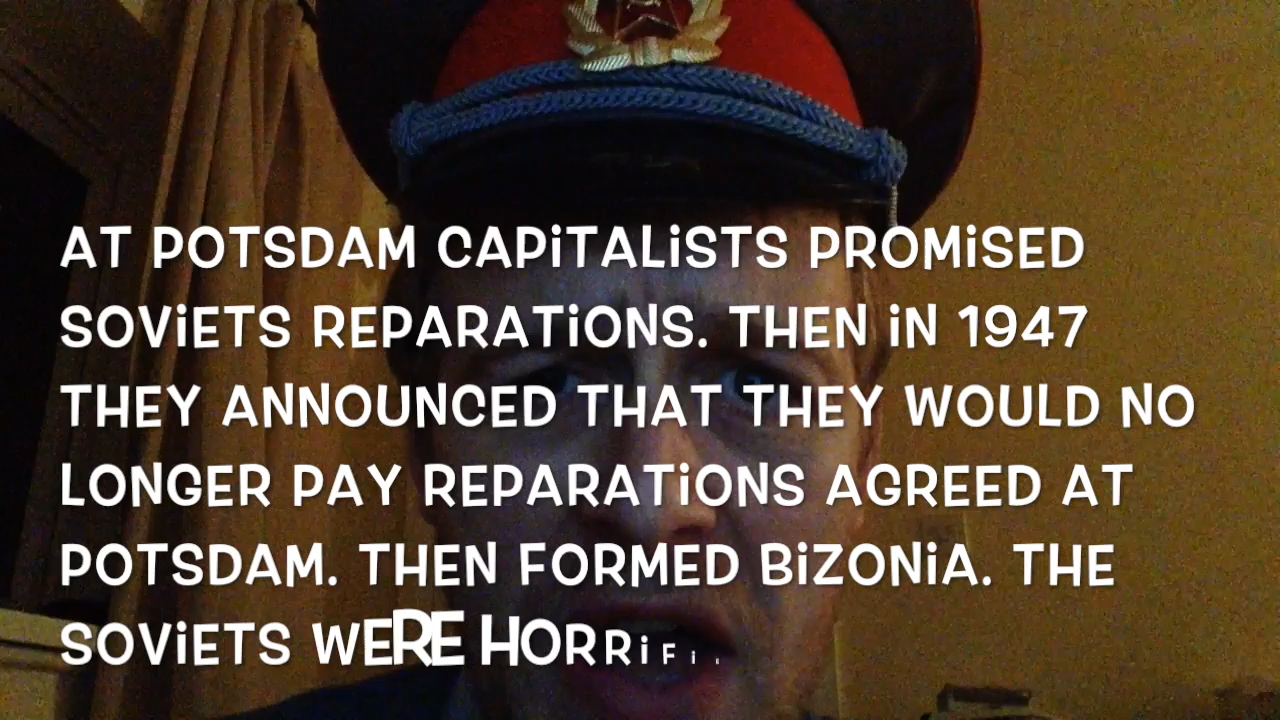 AT POTSDAM CAPiTALiSTS PROMiSED
SOViETS REPARATiONS. THEN iN 1947
THEY ANNOUNCED THAT THEY WOULD NO
LONGER PAY REPARATiONS AGREED AT
POTSDAM. THEN FORMED BiZONiA. THE
SOViETS WERE HORRiFi..